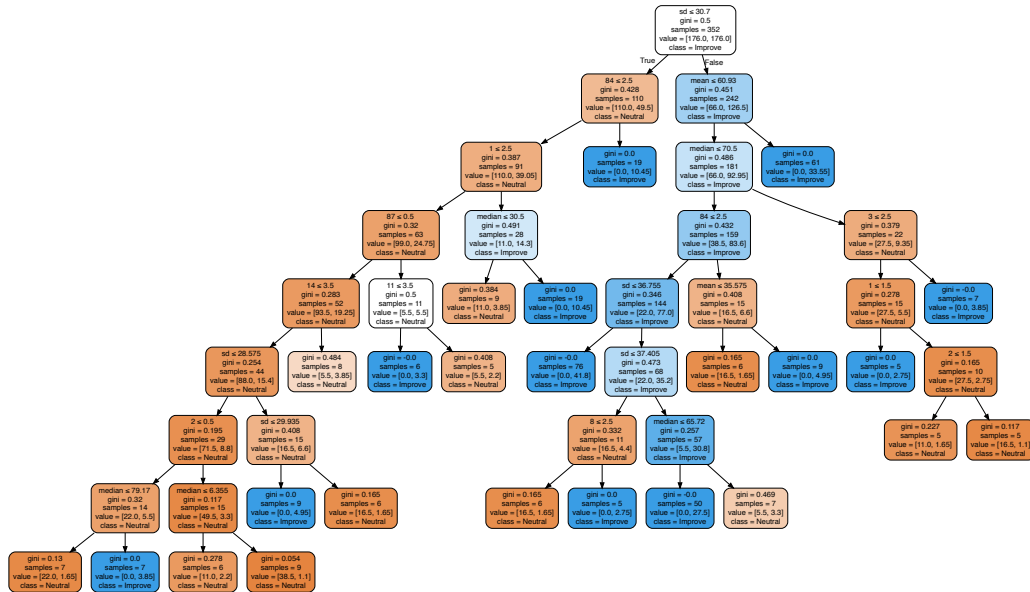 sd ≤ 30.7
gini = 0.5
samples = 352
value = [176.0, 176.0]
class = Improve
True
False
84 ≤ 2.5
gini = 0.428
samples = 110
value = [110.0, 49.5]
class = Neutral
mean ≤ 60.93
gini = 0.451
samples = 242
value = [66.0, 126.5]
class = Improve
1 ≤ 2.5
gini = 0.387
samples = 91
value = [110.0, 39.05]
class = Neutral
gini = 0.0
samples = 19
value = [0.0, 10.45]
class = Improve
median ≤ 70.5
gini = 0.486
samples = 181
value = [66.0, 92.95]
class = Improve
gini = 0.0
samples = 61
value = [0.0, 33.55]
class = Improve
87 ≤ 0.5
gini = 0.32
samples = 63
value = [99.0, 24.75]
class = Neutral
median ≤ 30.5
gini = 0.491
samples = 28
value = [11.0, 14.3]
class = Improve
84 ≤ 2.5
gini = 0.432
samples = 159
value = [38.5, 83.6]
class = Improve
3 ≤ 2.5
gini = 0.379
samples = 22
value = [27.5, 9.35]
class = Neutral
14 ≤ 3.5
gini = 0.283
samples = 52
value = [93.5, 19.25]
class = Neutral
11 ≤ 3.5
gini = 0.5
samples = 11
value = [5.5, 5.5]
class = Neutral
gini = 0.384
samples = 9
value = [11.0, 3.85]
class = Neutral
gini = 0.0
samples = 19
value = [0.0, 10.45]
class = Improve
sd ≤ 36.755
gini = 0.346
samples = 144
value = [22.0, 77.0]
class = Improve
mean ≤ 35.575
gini = 0.408
samples = 15
value = [16.5, 6.6]
class = Neutral
1 ≤ 1.5
gini = 0.278
samples = 15
value = [27.5, 5.5]
class = Neutral
gini = -0.0
samples = 7
value = [0.0, 3.85]
class = Improve
sd ≤ 28.575
gini = 0.254
samples = 44
value = [88.0, 15.4]
class = Neutral
gini = 0.484
samples = 8
value = [5.5, 3.85]
class = Neutral
gini = -0.0
samples = 6
value = [0.0, 3.3]
class = Improve
gini = 0.408
samples = 5
value = [5.5, 2.2]
class = Neutral
gini = -0.0
samples = 76
value = [0.0, 41.8]
class = Improve
sd ≤ 37.405
gini = 0.473
samples = 68
value = [22.0, 35.2]
class = Improve
gini = 0.165
samples = 6
value = [16.5, 1.65]
class = Neutral
gini = 0.0
samples = 9
value = [0.0, 4.95]
class = Improve
gini = 0.0
samples = 5
value = [0.0, 2.75]
class = Improve
2 ≤ 1.5
gini = 0.165
samples = 10
value = [27.5, 2.75]
class = Neutral
2 ≤ 0.5
gini = 0.195
samples = 29
value = [71.5, 8.8]
class = Neutral
sd ≤ 29.935
gini = 0.408
samples = 15
value = [16.5, 6.6]
class = Neutral
8 ≤ 2.5
gini = 0.332
samples = 11
value = [16.5, 4.4]
class = Neutral
median ≤ 65.72
gini = 0.257
samples = 57
value = [5.5, 30.8]
class = Improve
gini = 0.227
samples = 5
value = [11.0, 1.65]
class = Neutral
gini = 0.117
samples = 5
value = [16.5, 1.1]
class = Neutral
median ≤ 79.17
gini = 0.32
samples = 14
value = [22.0, 5.5]
class = Neutral
median ≤ 6.355
gini = 0.117
samples = 15
value = [49.5, 3.3]
class = Neutral
gini = 0.0
samples = 9
value = [0.0, 4.95]
class = Improve
gini = 0.165
samples = 6
value = [16.5, 1.65]
class = Neutral
gini = 0.165
samples = 6
value = [16.5, 1.65]
class = Neutral
gini = 0.0
samples = 5
value = [0.0, 2.75]
class = Improve
gini = -0.0
samples = 50
value = [0.0, 27.5]
class = Improve
gini = 0.469
samples = 7
value = [5.5, 3.3]
class = Neutral
gini = 0.13
samples = 7
value = [22.0, 1.65]
class = Neutral
gini = 0.0
samples = 7
value = [0.0, 3.85]
class = Improve
gini = 0.278
samples = 6
value = [11.0, 2.2]
class = Neutral
gini = 0.054
samples = 9
value = [38.5, 1.1]
class = Neutral